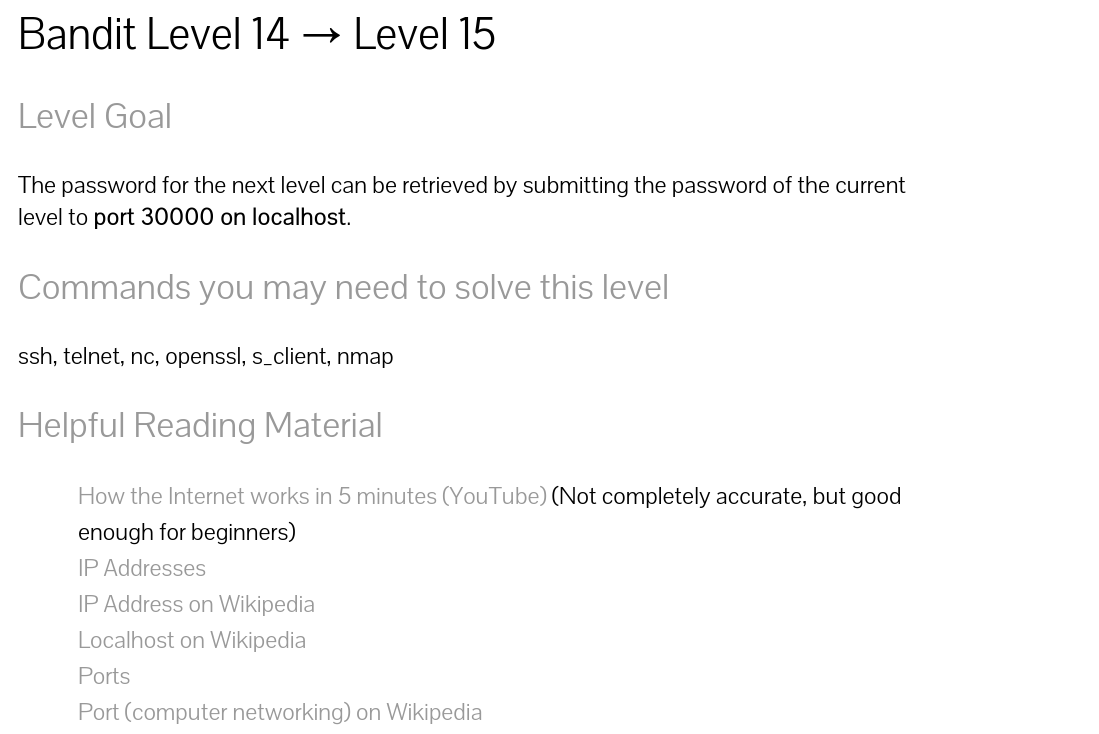 Bandit Level 14 → Level 15
Level Goal
The password for the next level can be retrieved by submitting the password of the current
level to port 30000 on localhost.
Commands you may need to solve this level
ssh, telnet, nc, openssl, s_client, nmap
Helpful Reading Material
How the Internet works in 5 minutes (YouTube) (Not completely accurate, but good
enough for beginners)
IP Addresses
IP Address on Wikipedia
Localhost on Wikipedia
Ports
Port (computer networking) on Wikipedia